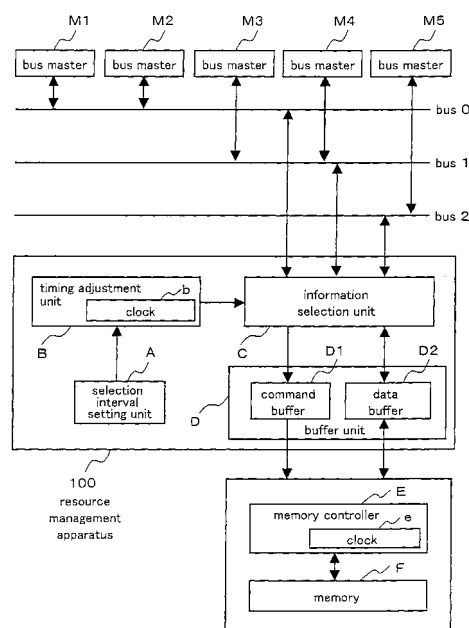 M1 M2 M3 M4 M5
bus master bus master bus master bus master bus master
bus 0
bus 1
bus 2
timing adjustment
unit
b
clock
information
selection unit
B A C D1 D2
selection
interval
setting unit
D
command
buffer
data
buffer
buffer unit
100
resource
management
apparatus
E
memory controller
e
clock
F
memory